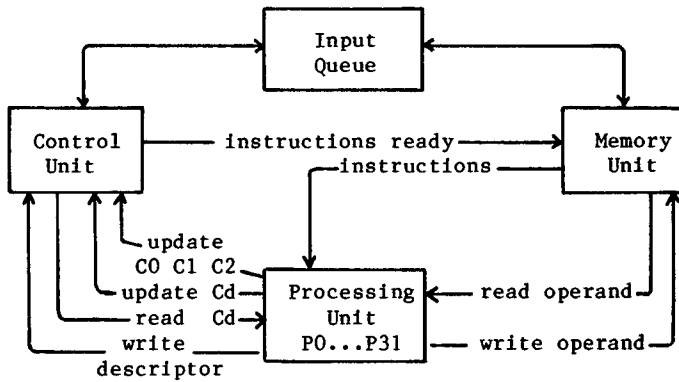 Input
Queue
Control
Unit
instructions ready
Memory
Unit
instructions
update
C0 C1 C2
update Cd
read Cd
write
descriptor
Processing
Unit
P0...P31
read operand
write operand